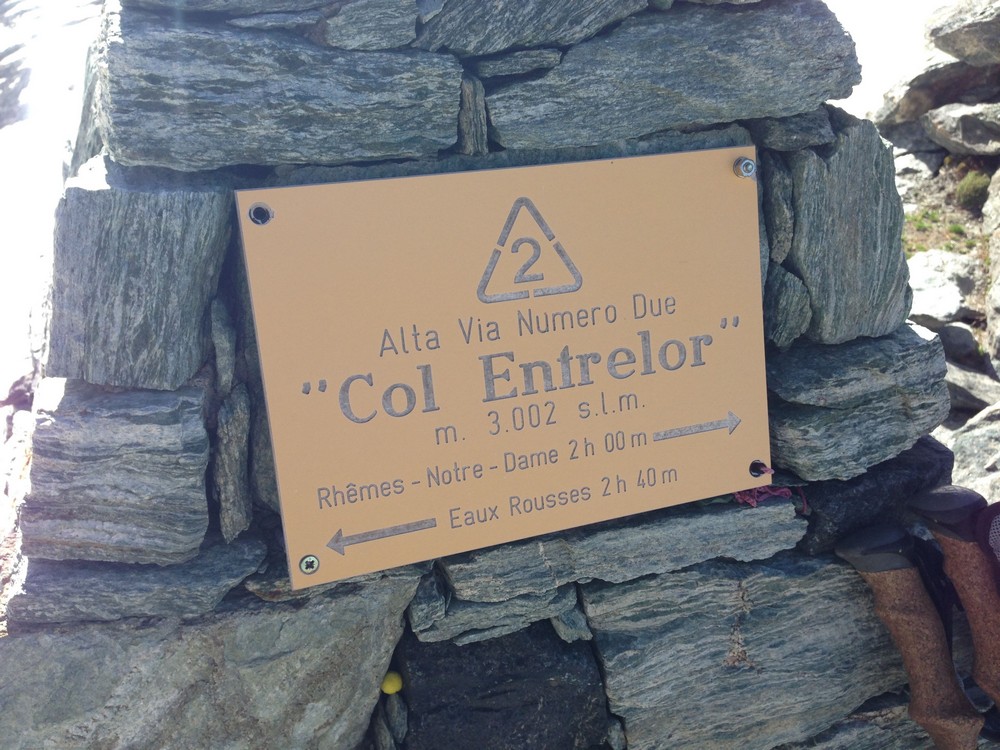 2
Alta Via Numero Due
"Col Entrelor"
m. 3.002 s.l.m.
Rhêmes-Notre-Dame 2h 00m
Eaux Rousses 2h 40m